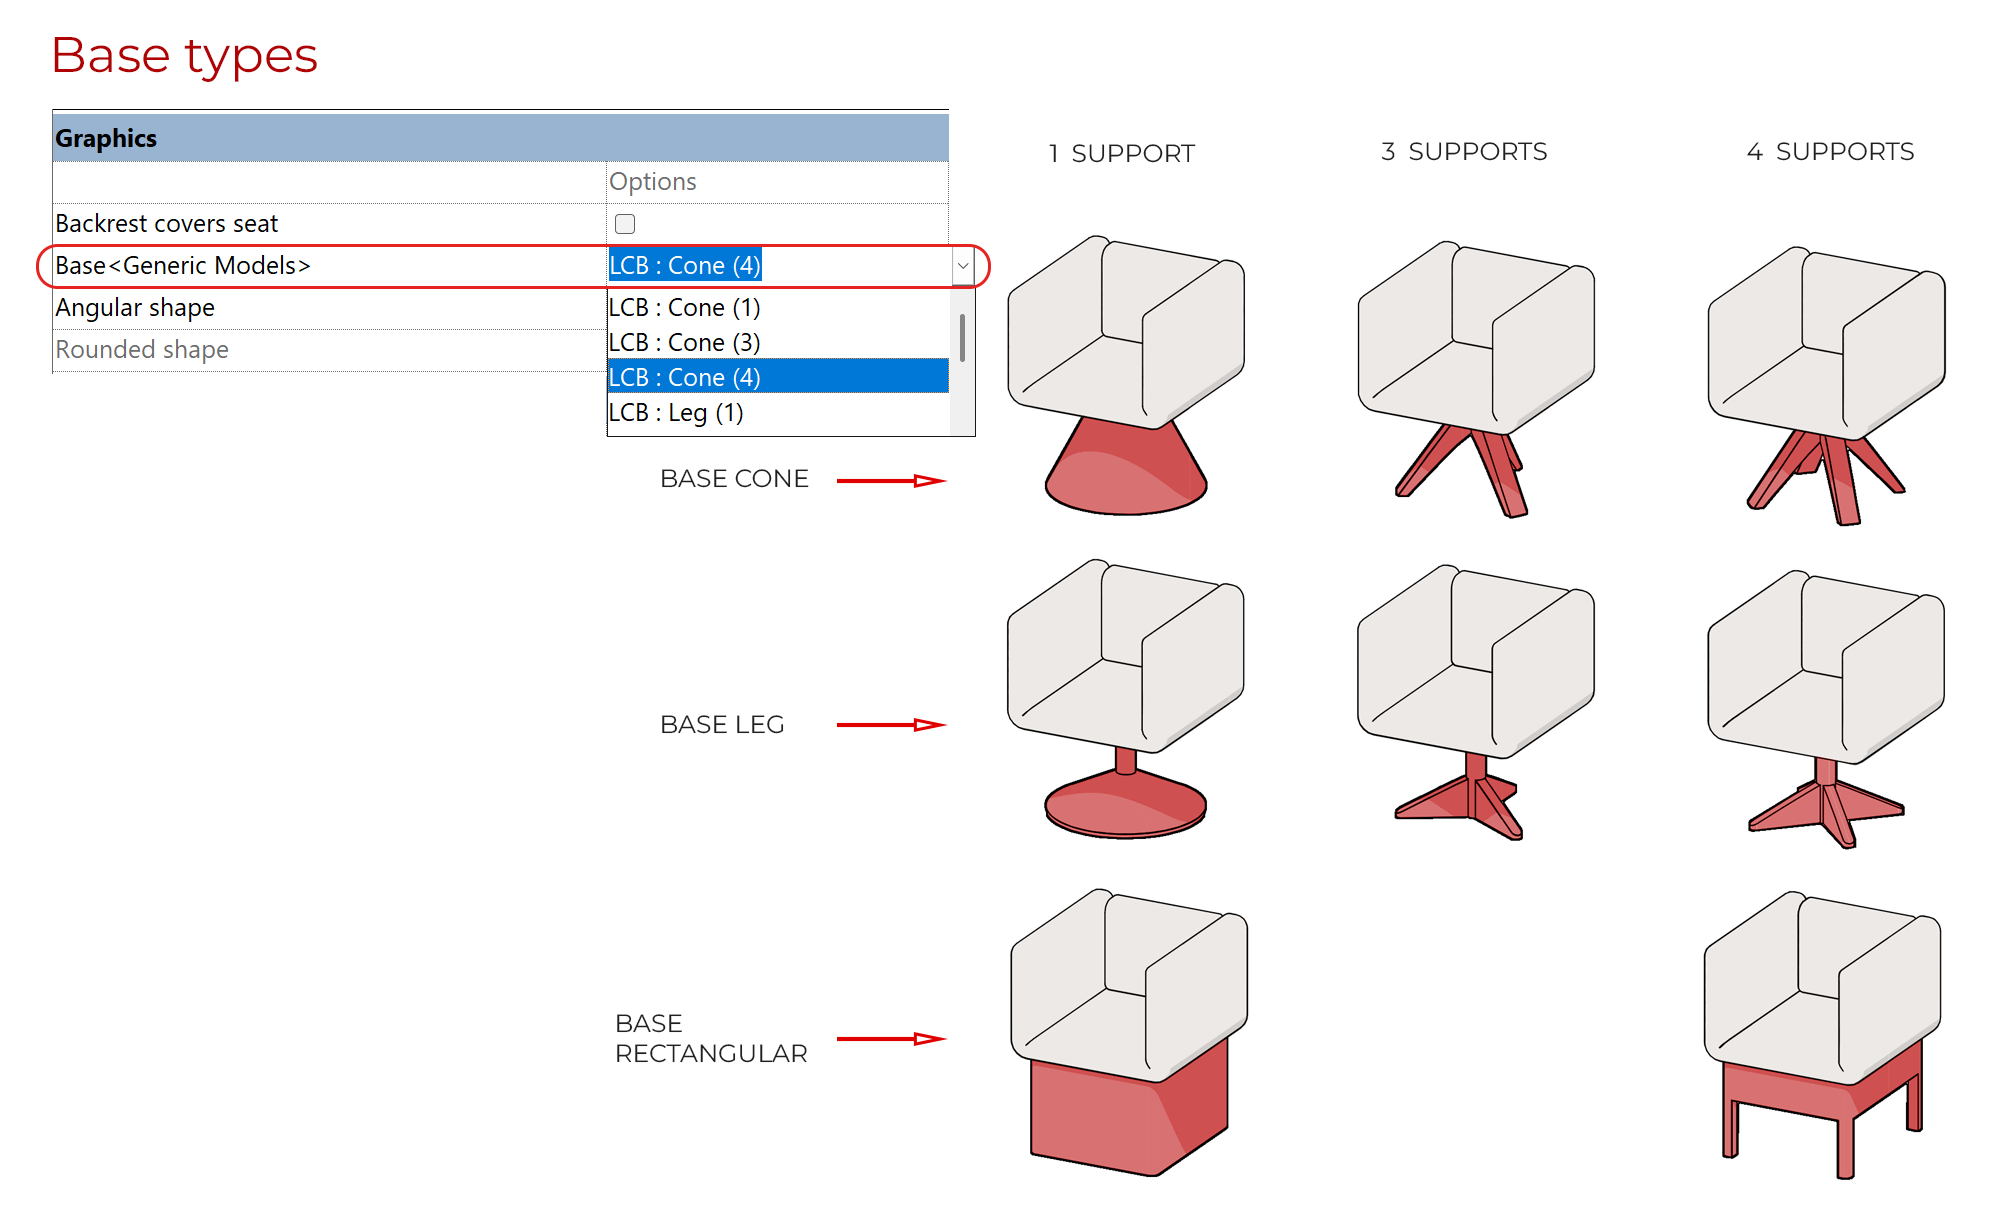 Base types
Graphics
Options
Backrest covers seat
Base<Generic Models> LCB : Cone (4)
Angular shape LCB : Cone (1)
Rounded shape LCB : Cone (3)
LCB : Cone (4)
LCB : Leg (1)
1 SUPPORT
3 SUPPORTS
4 SUPPORTS
BASE CONE
BASE LEG
BASE
RECTANGULAR